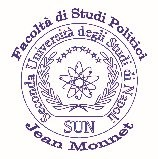 Facoltà di Studi Politici
Seconda Università degli Studi di Napoli
SUN
Jean Monnet